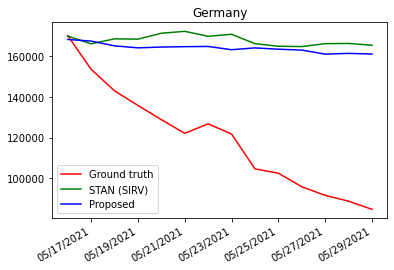 Germany
160000
140000
120000
100000
Ground truth
STAN (SIRV)
Proposed
05/17/2021
05/19/2021
05/21/2021
05/23/2021
05/25/2021
05/27/2021
05/29/2021